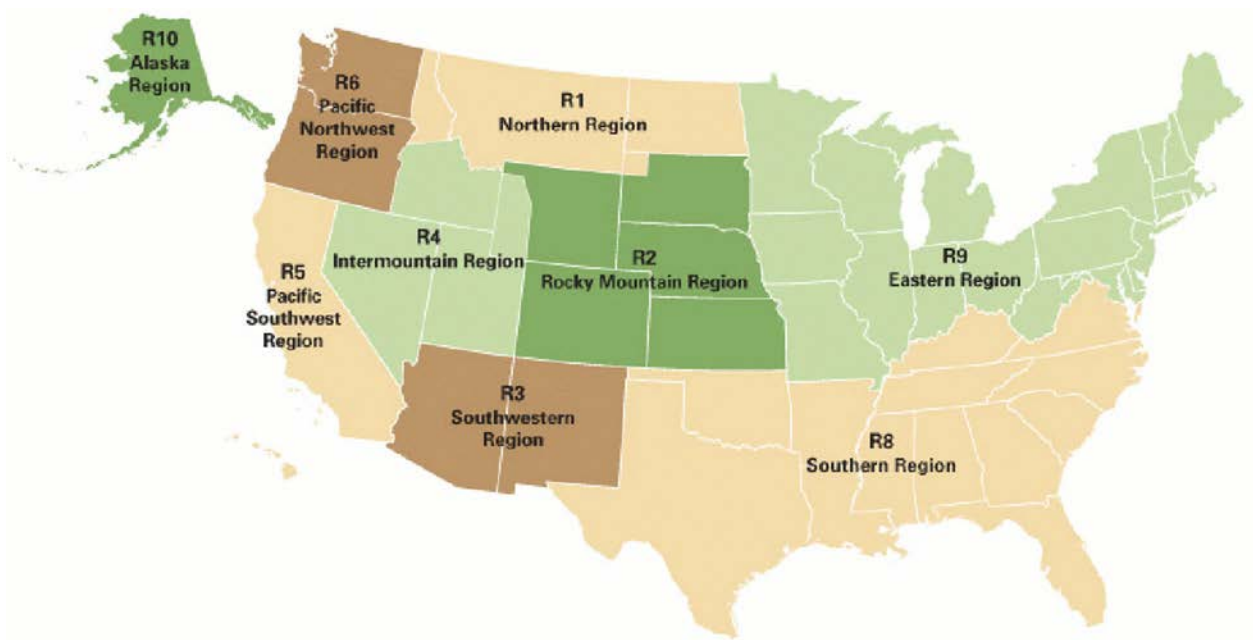 R10
Alaska
Region
R6
Pacific
Northwest
Region
R1
Northern Region
R4
Intermountain Region
R2
Rocky Mountain Region
R9
Eastern Region
R5
Pacific
Southwest
Region
R3
Southwestern
Region
R8
Southern Region